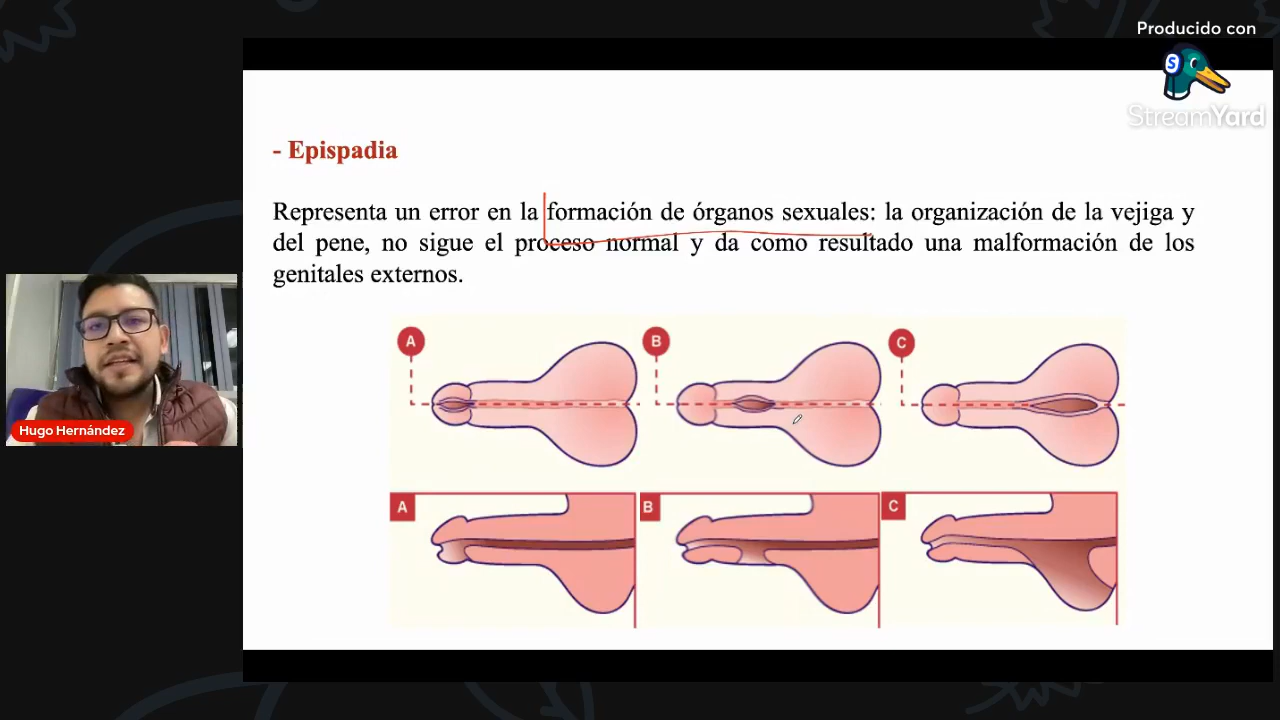 Producido con
StreamYard
- Epispadia
Representa un error en la formación de órganos sexuales: la organización de la vejiga y
del pene, no sigue el proceso normal y da como resultado una malformación de los
genitales externos.
A
B
C
Hugo Hernández
A
B
C